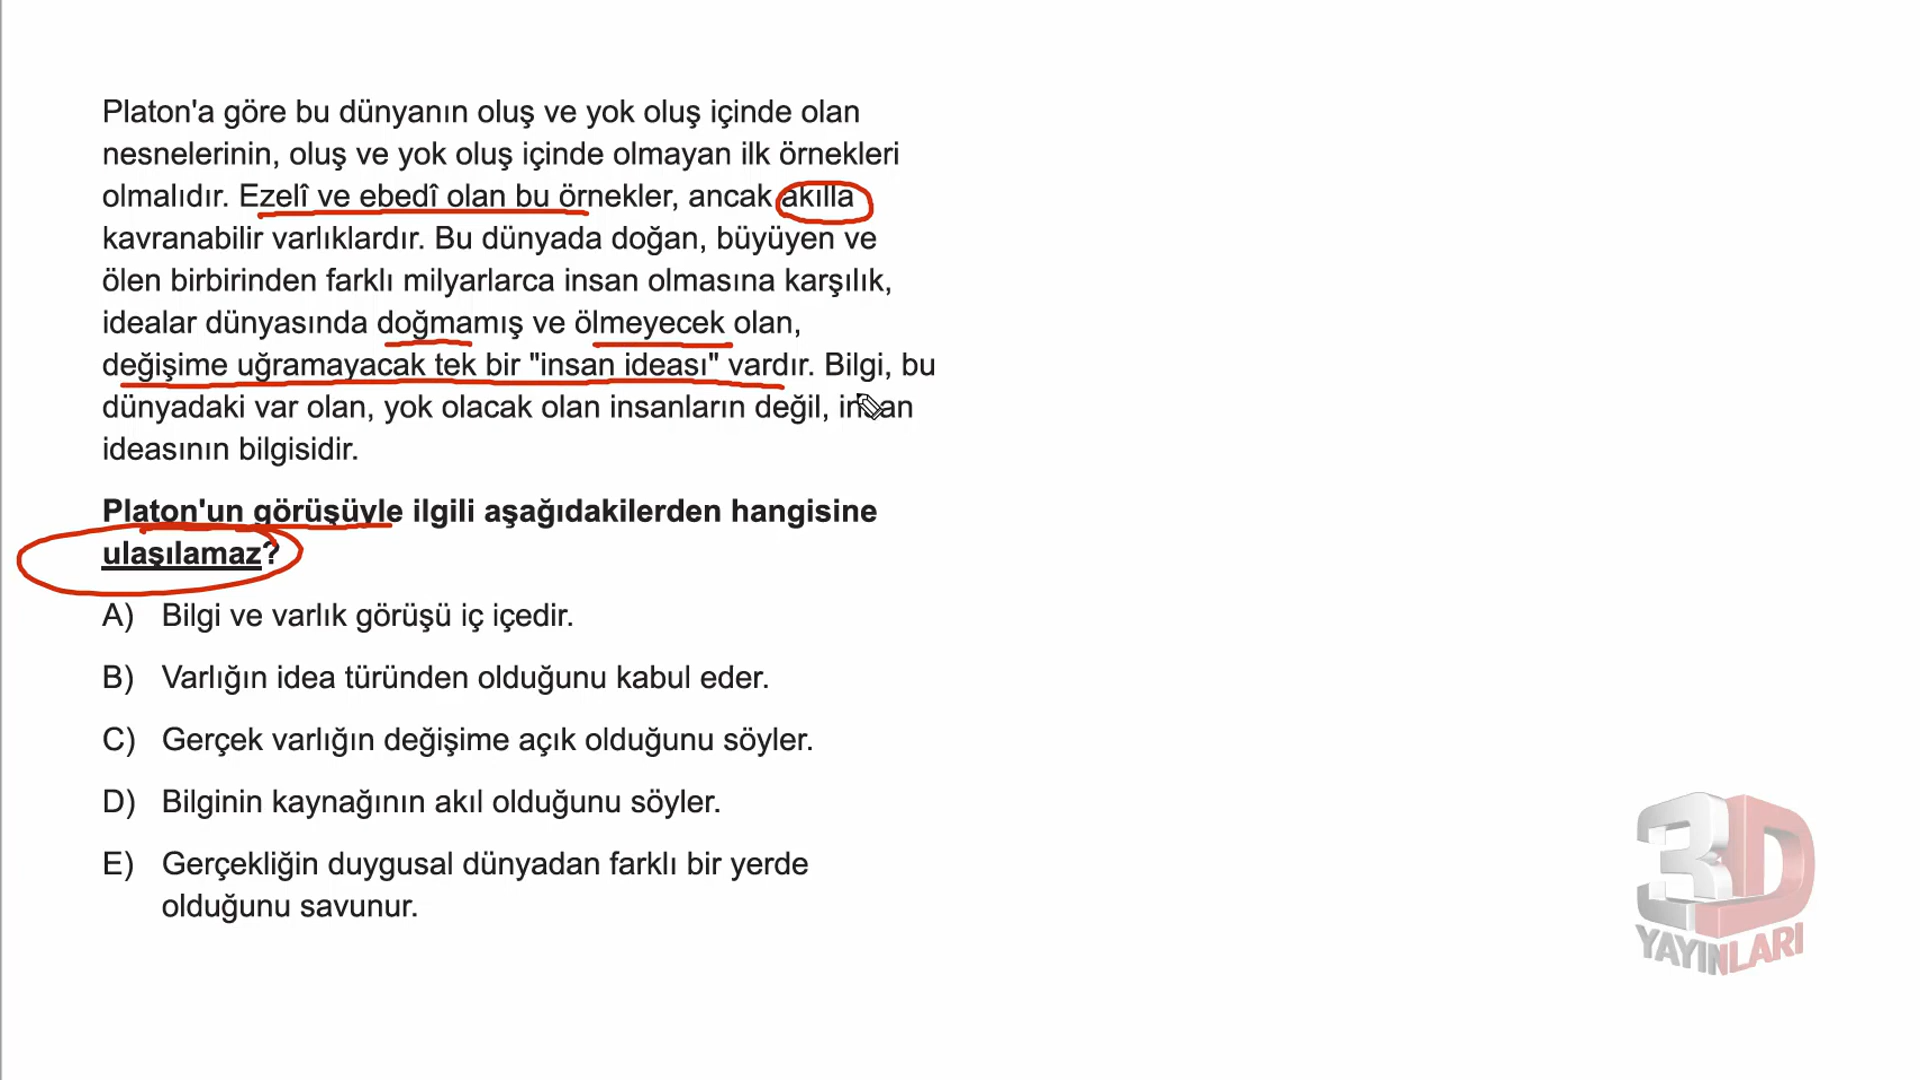 Platon'a göre bu dünyanın oluş ve yok oluş içinde olan
nesnelerinin, oluş ve yok oluş içinde olmayan ilk örnekleri
olmalıdır. Ezelî ve ebedî olan bu örnekler, ancak akılla
kavranabilir varlıklardır. Bu dünyada doğan, büyüyen ve
ölen birbirinden farklı milyarlarca insan olmasına karşılık,
idealar dünyasında doğmamış ve ölmeyecek olan,
değişime uğramayacak tek bir "insan ideası" vardır. Bilgi, bu
dünyadaki var olan, yok olacak olan insanların değil, insan
ideasının bilgisidir.
Platon'un görüşüyle ilgili aşağıdakilerden hangisine
ulaşılamaz?
A) Bilgi ve varlık görüşü iç içedir.
B) Varlığın idea türünden olduğunu kabul eder.
C) Gerçek varlığın değişime açık olduğunu söyler.
D) Bilginin kaynağının akıl olduğunu söyler.
E) Gerçekliğin duygusal dünyadan farklı bir yerde
olduğunu savunur.
3D
YAYINLARI